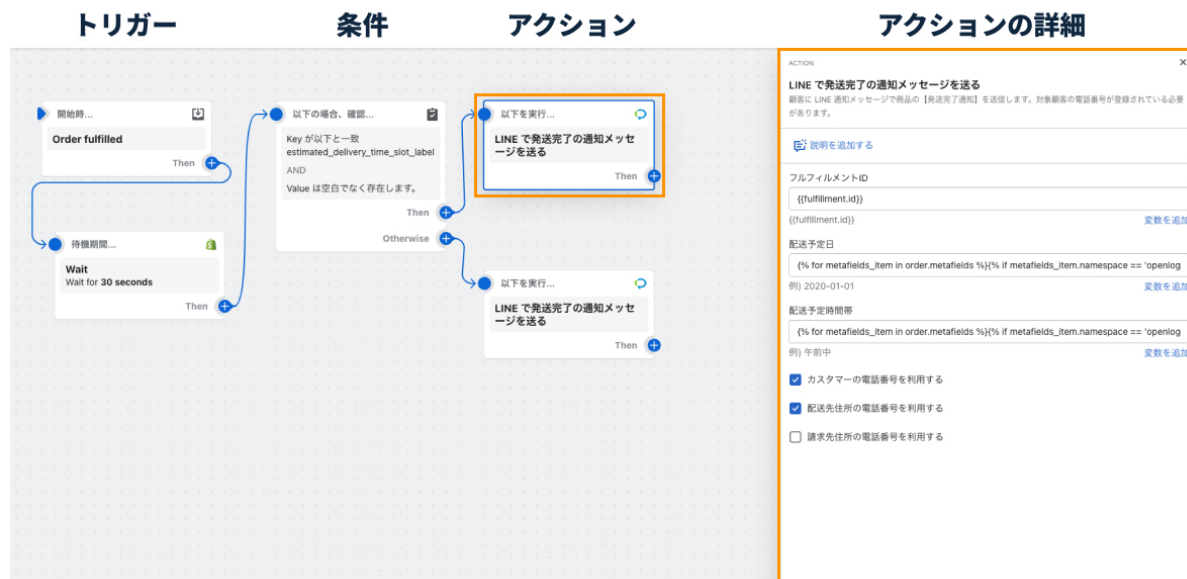 トリガー
条件
アクション
アクションの詳細
開始時...
Order fulfilled
Then
待機期間...
Wait
Wait for 30 seconds
Then
以下の場合、確認...
Key が以下と一致
estimated_delivery_time_slot_label
AND
Value は空白でなく存在します。
Then
Otherwise
以下を実行...
LINE で発送完了の通知メッセ
ージを送る
Then
以下を実行...
LINE で発送完了の通知メッセ
ージを送る
Then
ACTION
LINE で発送完了の通知メッセージを送る
顧客に LINE 通知メッセージで商品の【発送完了通知】を送信します。対象顧客の電話番号が登録されている必要
があります。
説明を追加する
フルフィルメントID
{{fulfillment.id}}
{{fulfillment.id}}
変数を追加
配送予定日
{% for metafields_item in order.metafields %}{% if metafields_item.namespace == 'openlog
例) 2020-01-01
変数を追加
配送予定時間帯
{% for metafields_item in order.metafields %}{% if metafields_item.namespace == 'openlog
例) 午前中
変数を追加
カスタマーの電話番号を利用する
配送先住所の電話番号を利用する
請求先住所の電話番号を利用する